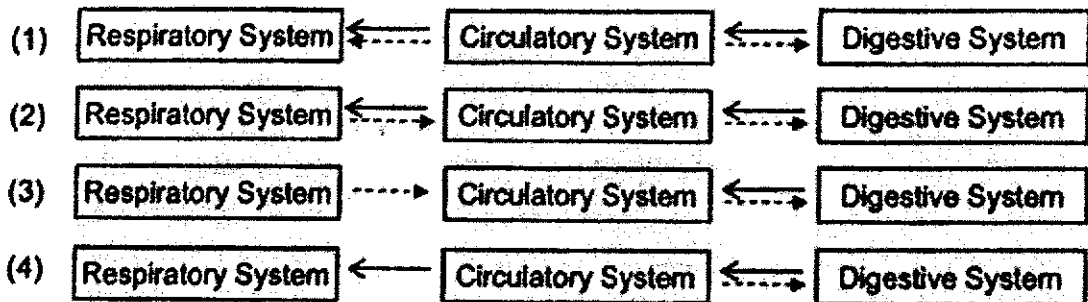 (1) Respiratory System Circulatory System Digestive System
(2) Respiratory System Circulatory System Digestive System
(3) Respiratory System Circulatory System Digestive System
(4) Respiratory System Circulatory System Digestive System